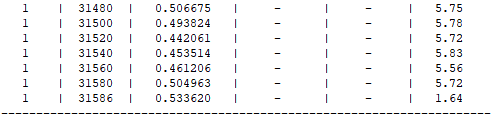 1 | 31480 | 0.506675 | - | - | 5.75
1 | 31500 | 0.493824 | - | - | 5.78
1 | 31520 | 0.442061 | - | - | 5.72
1 | 31540 | 0.453514 | - | - | 5.83
1 | 31560 | 0.461206 | - | - | 5.56
1 | 31580 | 0.504963 | - | - | 5.72
1 | 31586 | 0.533620 | - | - | 1.64
----------------------------------------------------------------------